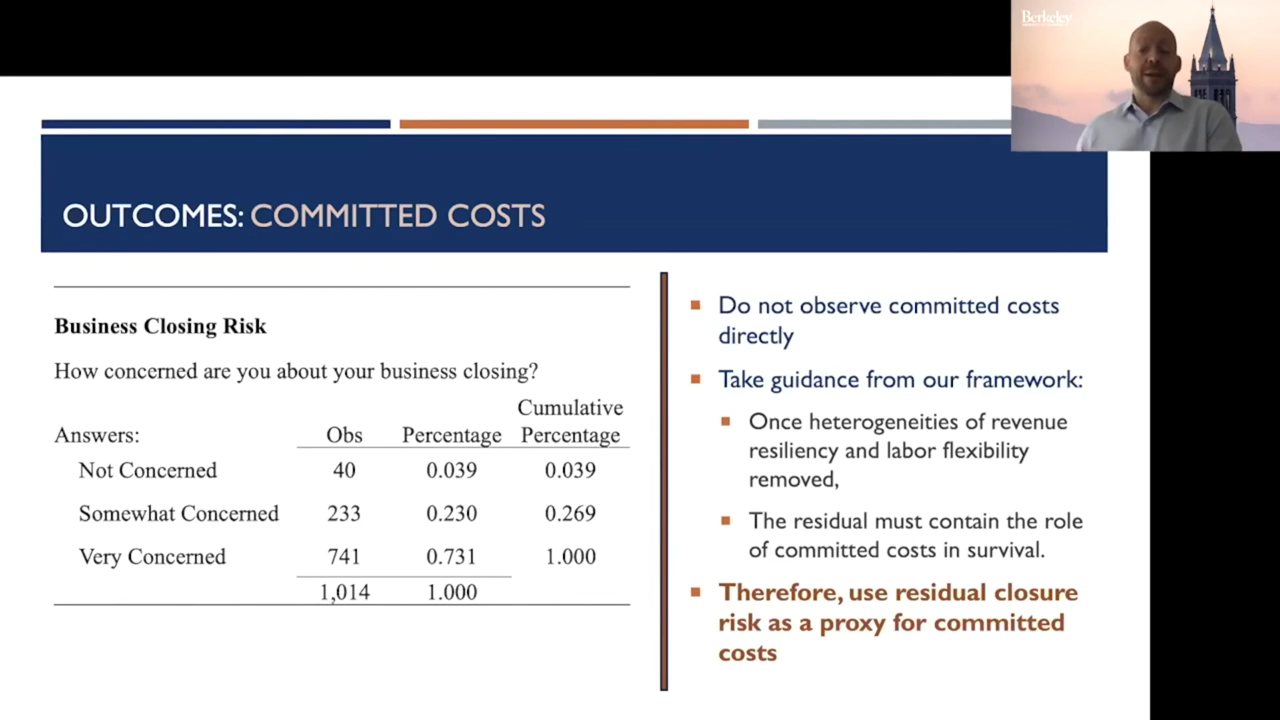 Berkeley
OUTCOMES: COMMITTED COSTS
Business Closing Risk
How concerned are you about your business closing?
Answers: Obs Percentage Cumulative Percentage
Not Concerned 40 0.039 0.039
Somewhat Concerned 233 0.230 0.269
Very Concerned 741 0.731 1.000
1,014 1.000
Do not observe committed costs
directly
Take guidance from our framework:
Once heterogeneities of revenue
resiliency and labor flexibility
removed,
The residual must contain the role
of committed costs in survival.
Therefore, use residual closure
risk as a proxy for committed
costs